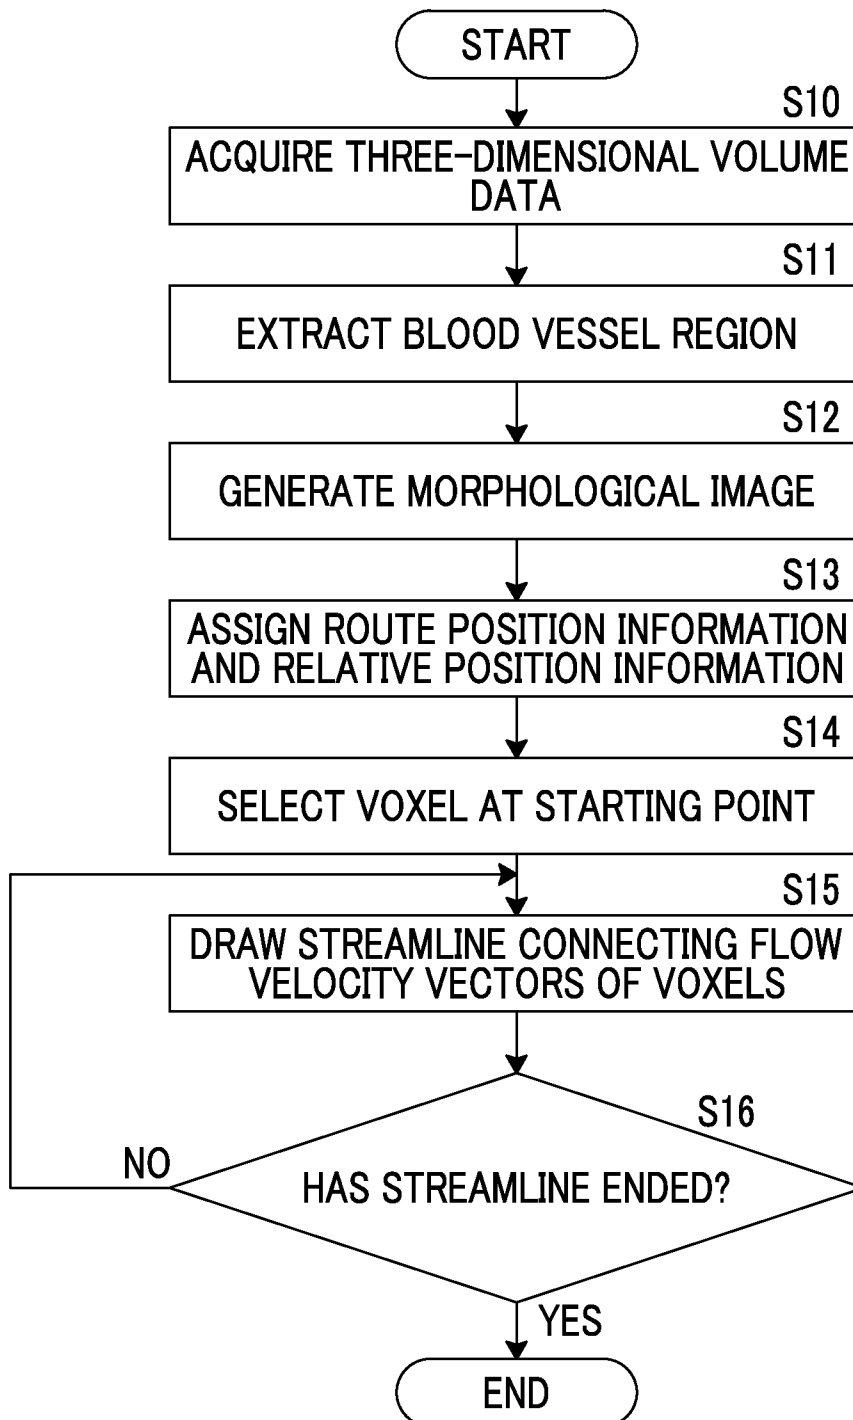 START
S10
ACQUIRE THREE-DIMENSIONAL VOLUME
DATA
S11
EXTRACT BLOOD VESSEL REGION
S12
GENERATE MORPHOLOGICAL IMAGE
S13
ASSIGN ROUTE POSITION INFORMATION
AND RELATIVE POSITION INFORMATION
S14
SELECT VOXEL AT STARTING POINT
S15
DRAW STREAMLINE CONNECTING FLOW
VELOCITY VECTORS OF VOXELS
S16
NO
HAS STREAMLINE ENDED?
YES
END